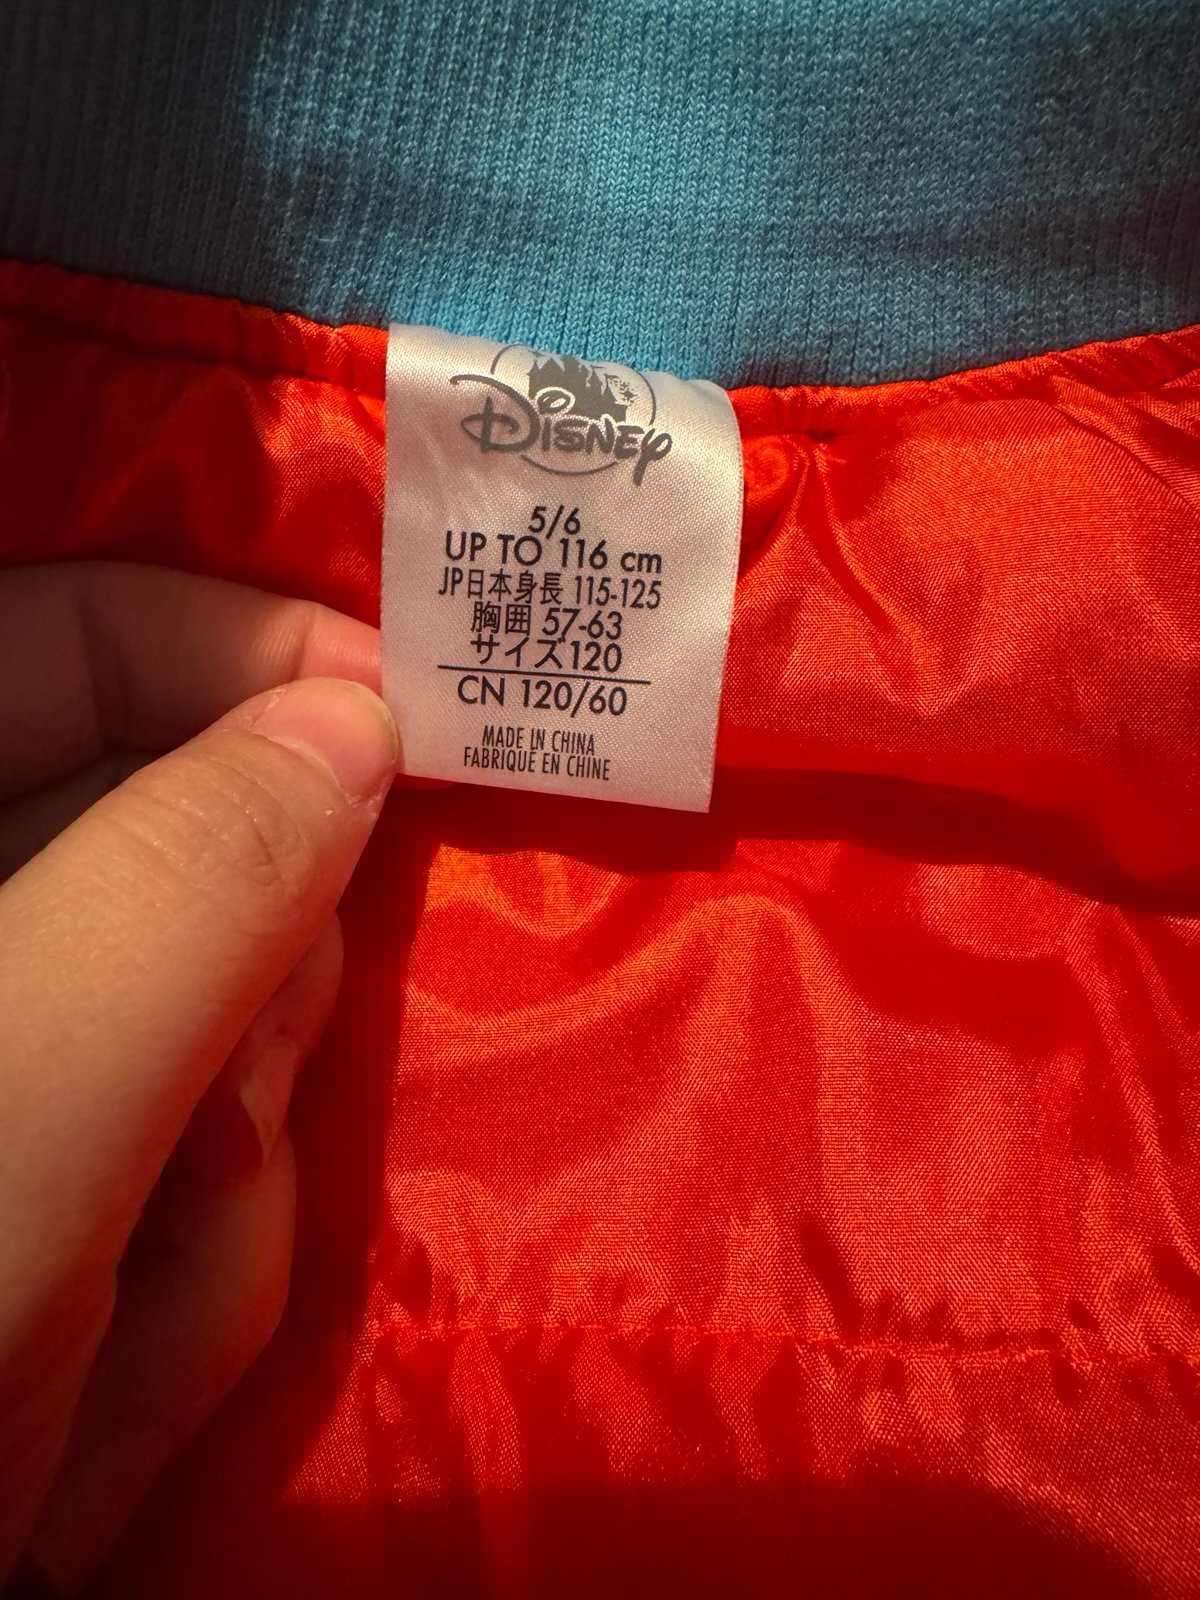 Disney
5/6
UP TO 116 cm
JP日本身長 115-125
胸囲 57-63
サイズ120
CN 120/60
MADE IN CHINA
FABRIQUÉ EN CHINE